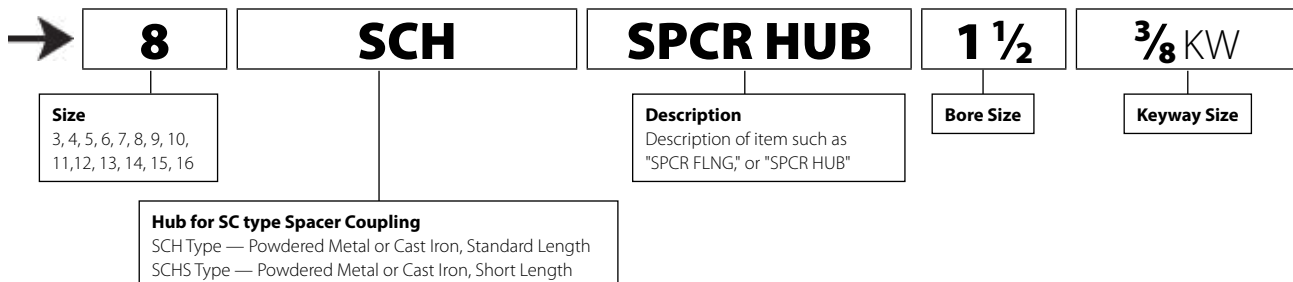 8 SCH SPCR HUB 1 ½ ⅜ KW
Size
3, 4, 5, 6, 7, 8, 9, 10,
11,12, 13, 14, 15, 16
Description
Description of item such as
"SPCR FLNG," or "SPCR HUB"
Bore Size
Keyway Size
Hub for SC type Spacer Coupling
SCH Type — Powdered Metal or Cast Iron, Standard Length
SCHS Type — Powdered Metal or Cast Iron, Short Length